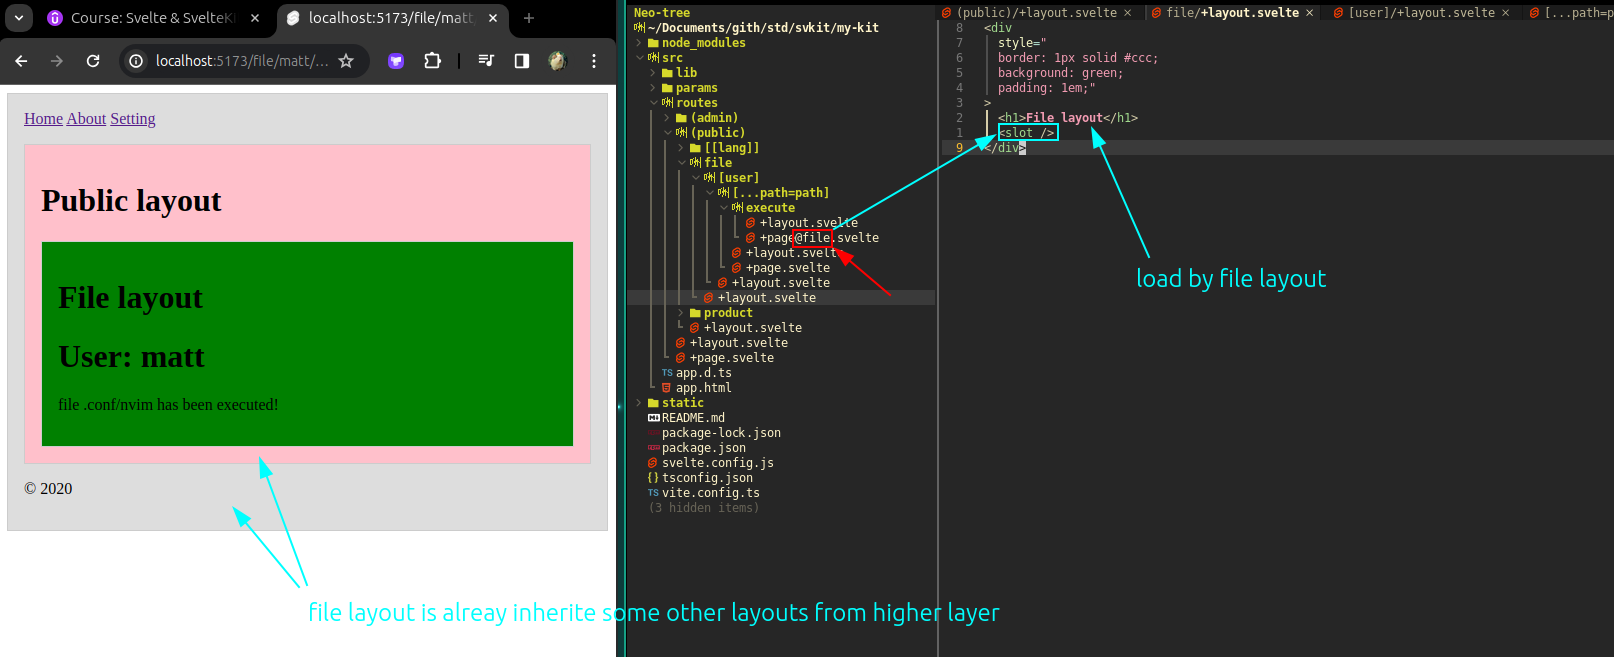 Course: Svelte & SvelteKi
localhost:5173/file/matt
localhost:5173/file/matt/...
Home About Setting
Public layout
File layout
User: matt
file .conf/nvim has been executed!
© 2020
file layout is alreay inherite some other layouts from higher layer
Neo-tree
~/Documents/gith/std/svkit/my-kit
node_modules
src
lib
params
routes
(admin)
(public)
[[lang]]
file
[user]
[...path=path]
execute
+layout.svelte
+page@file.svelte
+layout.svelte
+page.svelte
+layout.svelte
+layout.svelte
product
+layout.svelte
+layout.svelte
+page.svelte
TS app.d.ts
app.html
static
README.md
package-lock.json
package.json
svelte.config.js
{} tsconfig.json
TS vite.config.ts
(3 hidden items)
(public)/+layout.svelte × file/+layout.svelte × [user]/+layout.svelte × [...path=p
8 <div
7 style="
6 border: 1px solid #ccc;
5 background: green;
4 padding: 1em;"
3 >
2 <h1>File layout</h1>
1 <slot />
9 </div>
load by file layout